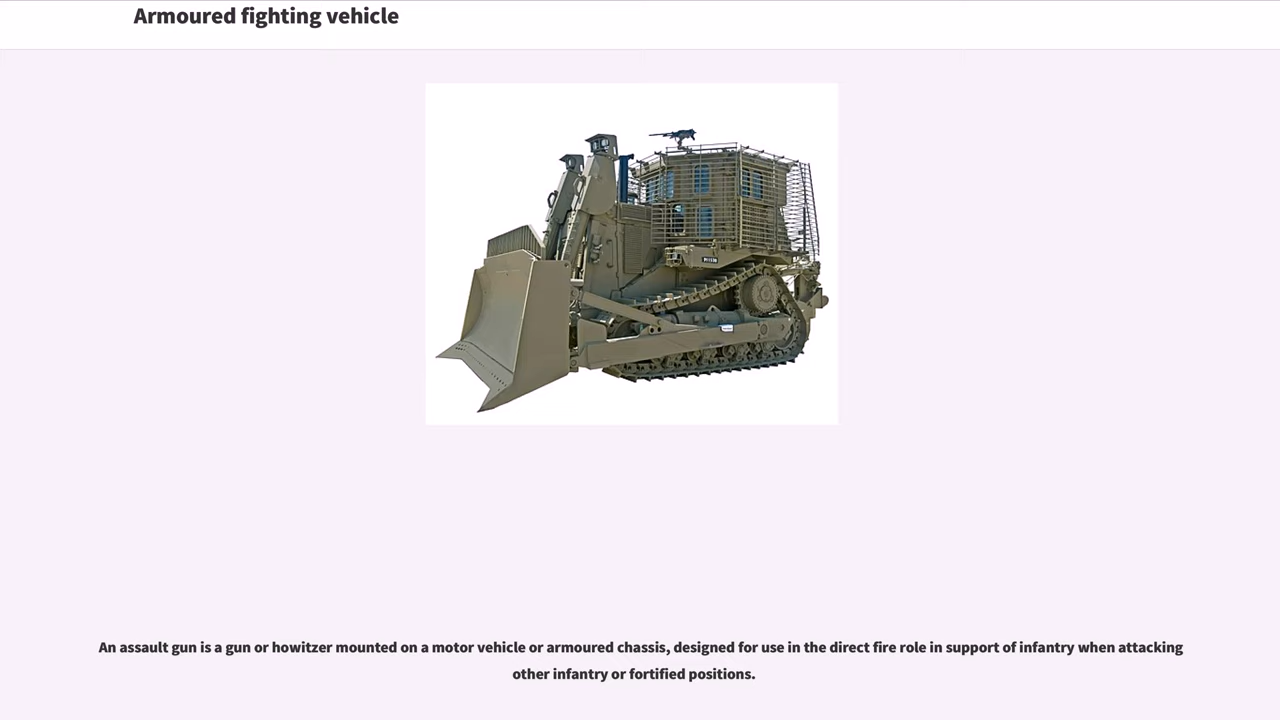 Armoured fighting vehicle
An assault gun is a gun or howitzer mounted on a motor vehicle or armoured chassis, designed for use in the direct fire role in support of infantry when attacking
other infantry or fortified positions.